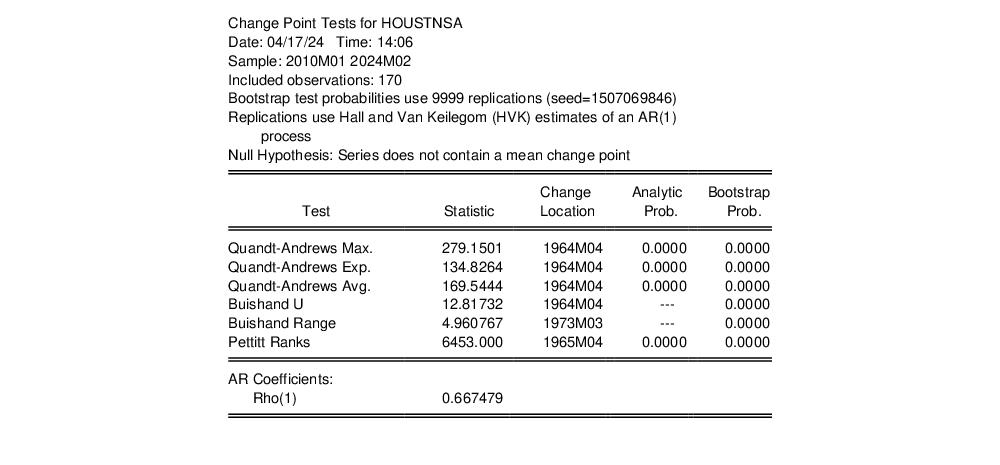 Change Point Tests for HOUSTNSA
Date: 04/17/24 Time: 14:06
Sample: 2010M01 2024M02
Included observations: 170
Bootstrap test probabilities use 9999 replications (seed=1507069846)
Replications use Hall and Van Keilegom (HVK) estimates of an AR(1)
process
Null Hypothesis: Series does not contain a mean change point
Change Analytic Bootstrap
Test Statistic Location Prob. Prob.
Quandt-Andrews Max. 279.1501 1964M04 0.0000 0.0000
Quandt-Andrews Exp. 134.8264 1964M04 0.0000 0.0000
Quandt-Andrews Avg. 169.5444 1964M04 0.0000 0.0000
Buishand U 12.81732 1964M04 --- 0.0000
Buishand Range 4.960767 1973M03 --- 0.0000
Pettitt Ranks 6453.000 1965M04 0.0000 0.0000
AR Coefficients:
Rho(1) 0.667479